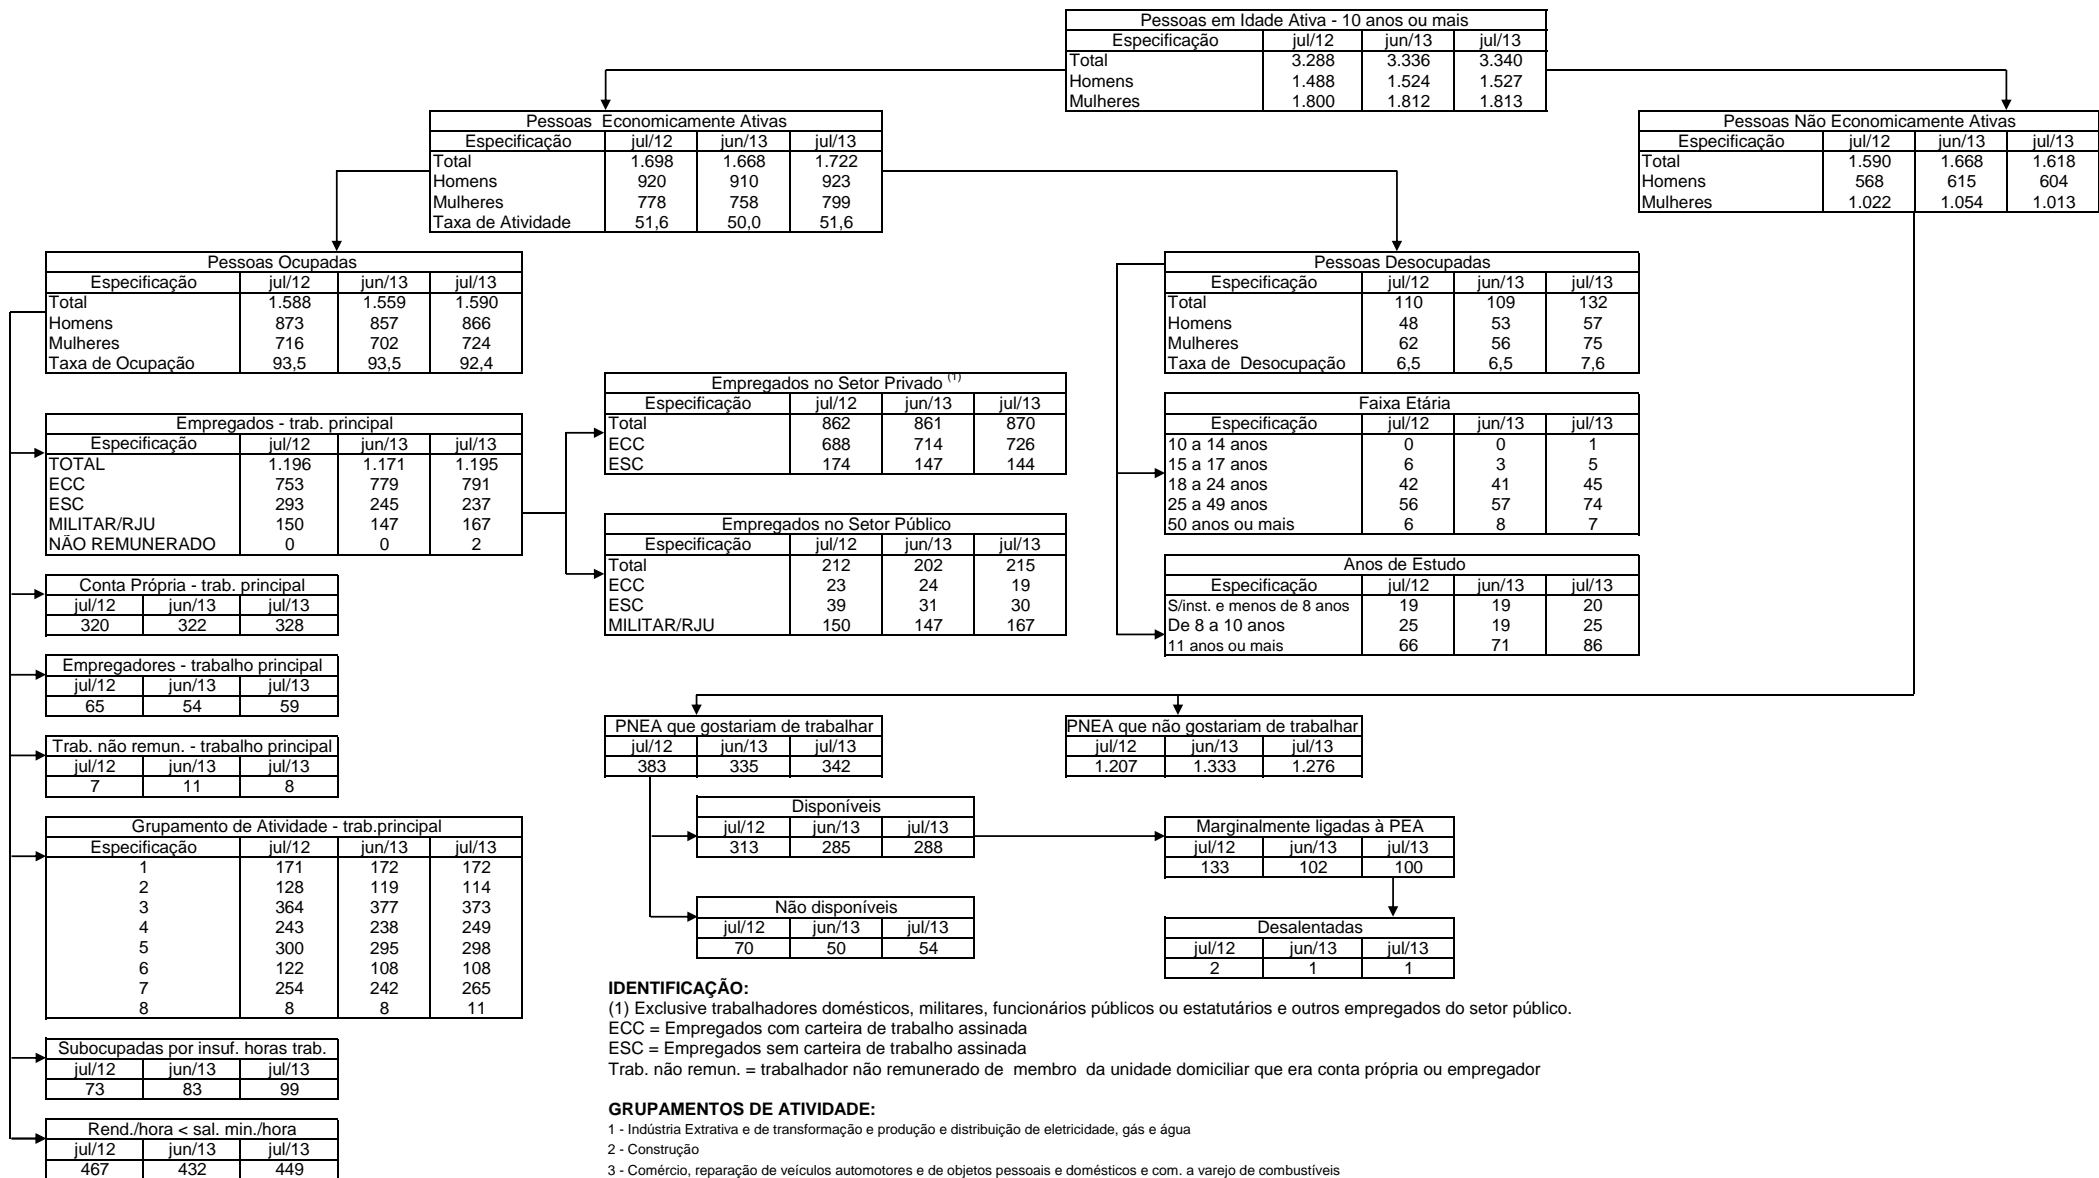 Pessoas em Idade Ativa - 10 anos ou mais
Especificação jul/12 jun/13 jul/13
Total 3.288 3.336 3.340
Homens 1.488 1.524 1.527
Mulheres 1.800 1.812 1.813
Pessoas Economicamente Ativas
Especificação jul/12 jun/13 jul/13
Total 1.698 1.668 1.722
Homens 920 910 923
Mulheres 778 758 799
Taxa de Atividade 51,6 50,0 51,6
Pessoas Não Economicamente Ativas
Especificação jul/12 jun/13 jul/13
Total 1.590 1.668 1.618
Homens 568 615 604
Mulheres 1.022 1.054 1.013
Pessoas Ocupadas
Especificação jul/12 jun/13 jul/13
Total 1.588 1.559 1.590
Homens 873 857 866
Mulheres 716 702 724
Taxa de Ocupação 93,5 93,5 92,4
Pessoas Desocupadas
Especificação jul/12 jun/13 jul/13
Total 110 109 132
Homens 48 53 57
Mulheres 62 56 75
Taxa de Desocupação 6,5 6,5 7,6
Empregados - trab. principal
Especificação jul/12 jun/13 jul/13
TOTAL 1.196 1.171 1.195
ECC 753 779 791
ESC 293 245 237
MILITAR/RJU 150 147 167
NÃO REMUNERADO 0 0 2
Empregados no Setor Privado (1)
Especificação jul/12 jun/13 jul/13
Total 862 861 870
ECC 688 714 726
ESC 174 147 144
Empregados no Setor Público
Especificação jul/12 jun/13 jul/13
Total 212 202 215
ECC 23 24 19
ESC 39 31 30
MILITAR/RJU 150 147 167
Faixa Etária
Especificação jul/12 jun/13 jul/13
10 a 14 anos 0 0 1
15 a 17 anos 6 3 5
18 a 24 anos 42 41 45
25 a 49 anos 56 57 74
50 anos ou mais 6 8 7
Anos de Estudo
Especificação jul/12 jun/13 jul/13
S/inst. e menos de 8 anos 19 19 20
De 8 a 10 anos 25 19 25
11 anos ou mais 66 71 86
Conta Própria - trab. principal
jul/12 jun/13 jul/13
320 322 328
Empregadores - trabalho principal
jul/12 jun/13 jul/13
65 54 59
Trab. não remun. - trabalho principal
jul/12 jun/13 jul/13
7 11 8
Grupamento de Atividade - trab.principal
Especificação jul/12 jun/13 jul/13
1 171 172 172
2 128 119 114
3 364 377 373
4 243 238 249
5 300 295 298
6 122 108 108
7 254 242 265
8 8 8 11
Subocupadas por insuf. horas trab.
jul/12 jun/13 jul/13
73 83 99
Rend./hora < sal. min./hora
jul/12 jun/13 jul/13
467 432 449
PNEA que gostariam de trabalhar
jul/12 jun/13 jul/13
383 335 342
PNEA que não gostariam de trabalhar
jul/12 jun/13 jul/13
1.207 1.333 1.276
Disponíveis
jul/12 jun/13 jul/13
313 285 288
Marginalmente ligadas à PEA
jul/12 jun/13 jul/13
133 102 100
Não disponíveis
jul/12 jun/13 jul/13
70 50 54
Desalentadas
jul/12 jun/13 jul/13
2 1 1
IDENTIFICAÇÃO:
(1) Exclusive trabalhadores domésticos, militares, funcionários públicos ou estatutários e outros empregados do setor público.
ECC = Empregados com carteira de trabalho assinada
ESC = Empregados sem carteira de trabalho assinada
Trab. não remun. = trabalhador não remunerado de membro da unidade domiciliar que era conta própria ou empregador
GRUPAMENTOS DE ATIVIDADE:
1 - Indústria Extrativa e de transformação e produção e distribuição de eletricidade, gás e água
2 - Construção
3 - Comércio, reparação de veículos automotores e de objetos pessoais e domésticos e com. a varejo de combustíveis